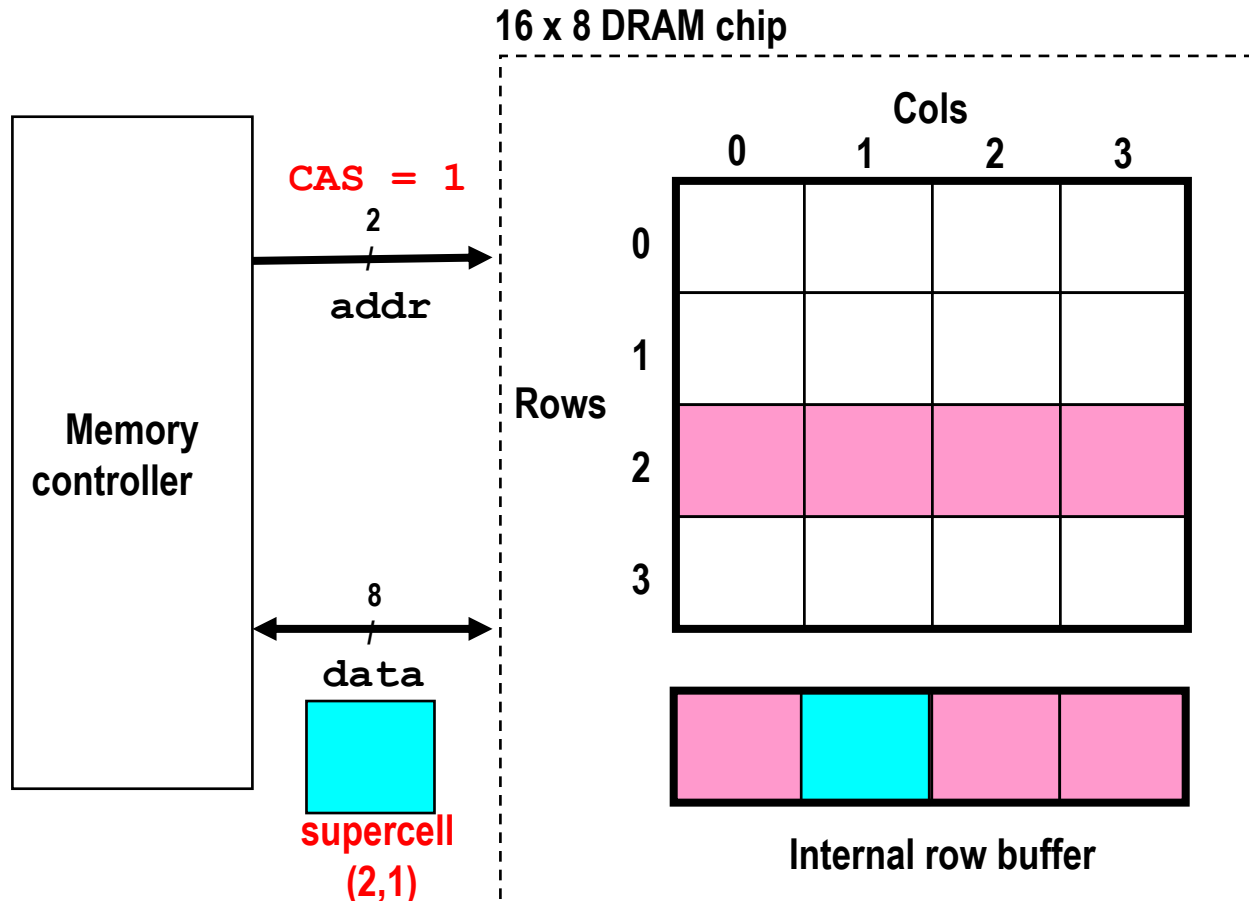 16 x 8 DRAM chip
Cols
0 1 2 3
CAS = 1
2
addr
0
1
Rows
2
3
Memory
controller
8
data
supercell
(2,1)
Internal row buffer